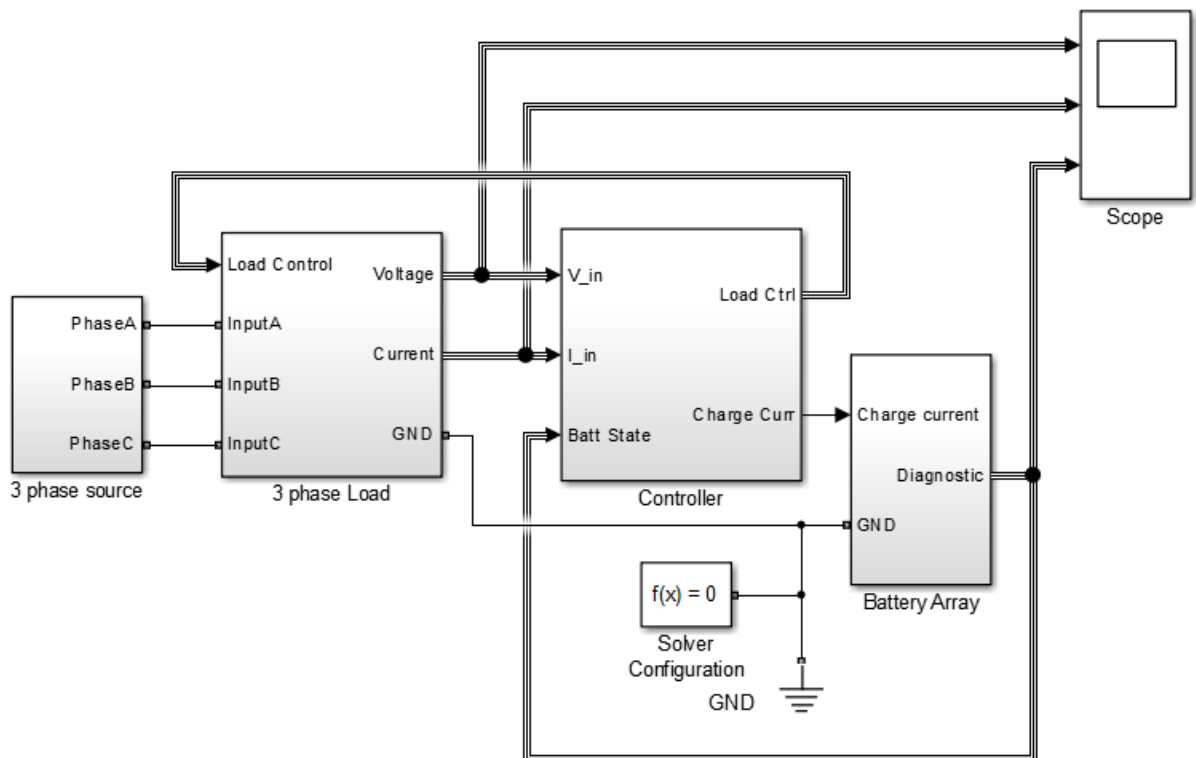 Scope
Load Control
Voltage
InputA
Current
InputB
GND
InputC
3 phase Load
PhaseA
PhaseB
PhaseC
3 phase source
V_in
Load Ctrl
I_in
Charge Curr
Batt State
Controller
Charge current
Diagnostic
GND
Battery Array
f(x) = 0
Solver
Configuration
GND